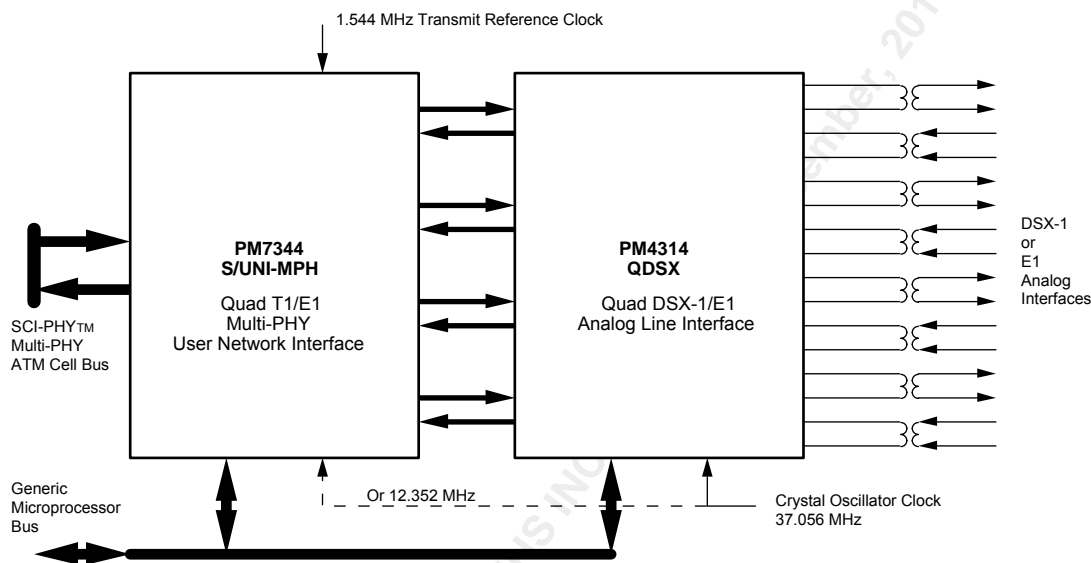 1.544 MHz Transmit Reference Clock
PM7344
S/UNI-MPH
Quad T1/E1
Multi-PHY
User Network Interface
PM4314
QDSX
Quad DSX-1/E1
Analog Line Interface
DSX-1
or
E1
Analog
Interfaces
SCI-PHY™
Multi-PHY
ATM Cell Bus
Generic
Microprocessor
Bus
Or 12.352 MHz
Crystal Oscillator Clock
37.056 MHz